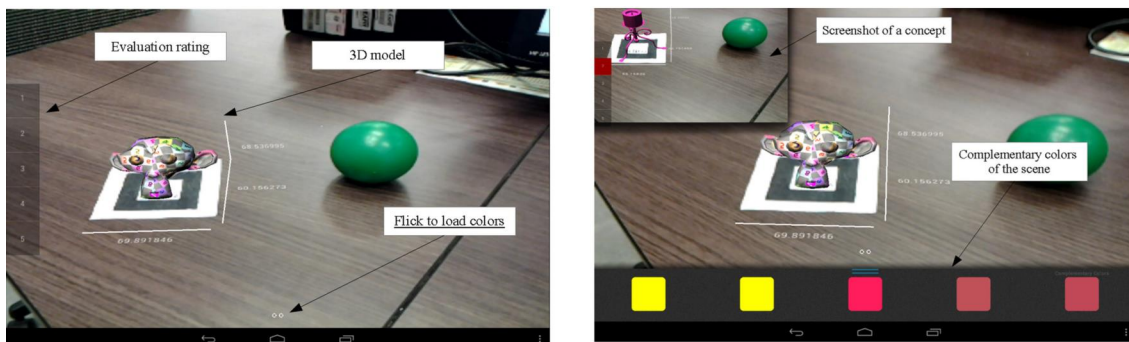 Evaluation rating
3D model
1
2
3
4
5
68.536995
60.156273
69.891846
Flick to load colors
Screenshot of a concept
68.536995
60.156273
69.891846
Complementary colors
of the scene